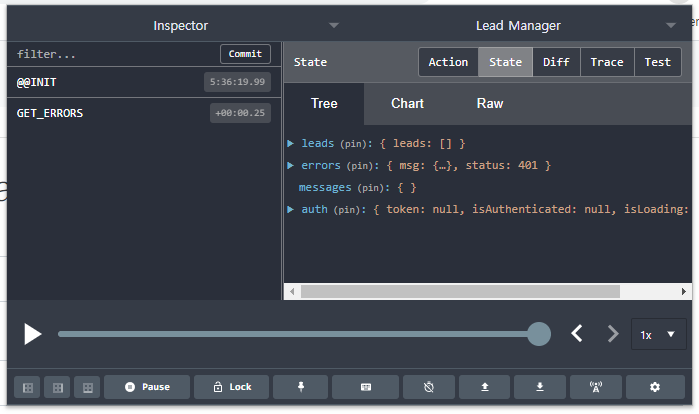 Inspector
Lead Manager
filter...
Commit
@@INIT
5:36:19.99
GET_ERRORS
+00:00.25
State
Action
State
Diff
Trace
Test
Tree
Chart
Raw
leads (pin): { leads: [] }
errors (pin): { msg: {…}, status: 401 }
messages (pin): { }
auth (pin): { token: null, isAuthenticated: null, isLoading:
1x
Pause
Lock